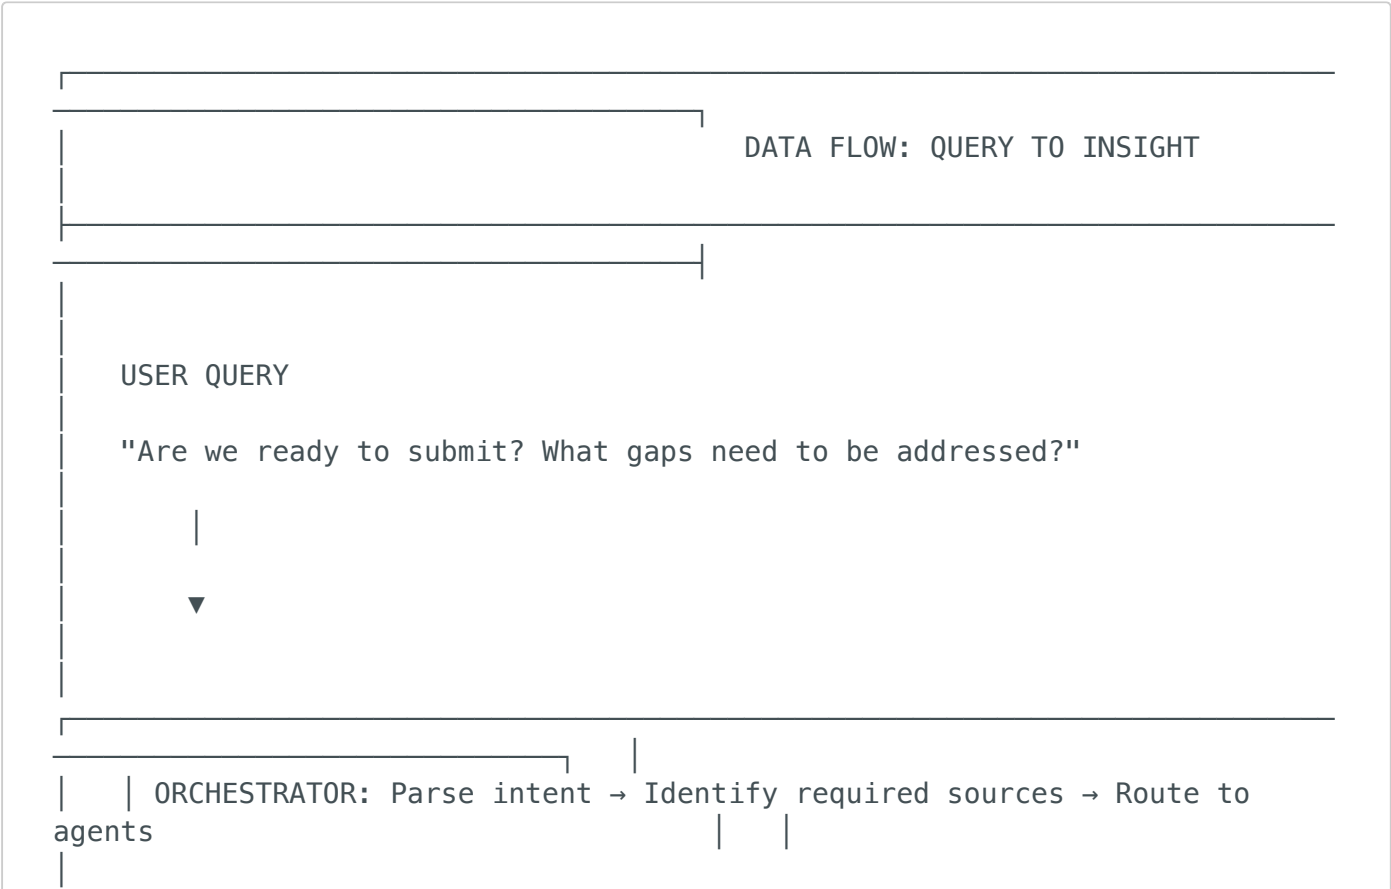 DATA FLOW: QUERY TO INSIGHT
USER QUERY
"Are we ready to submit? What gaps need to be addressed?"
▼
ORCHESTRATOR: Parse intent → Identify required sources → Route to
agents